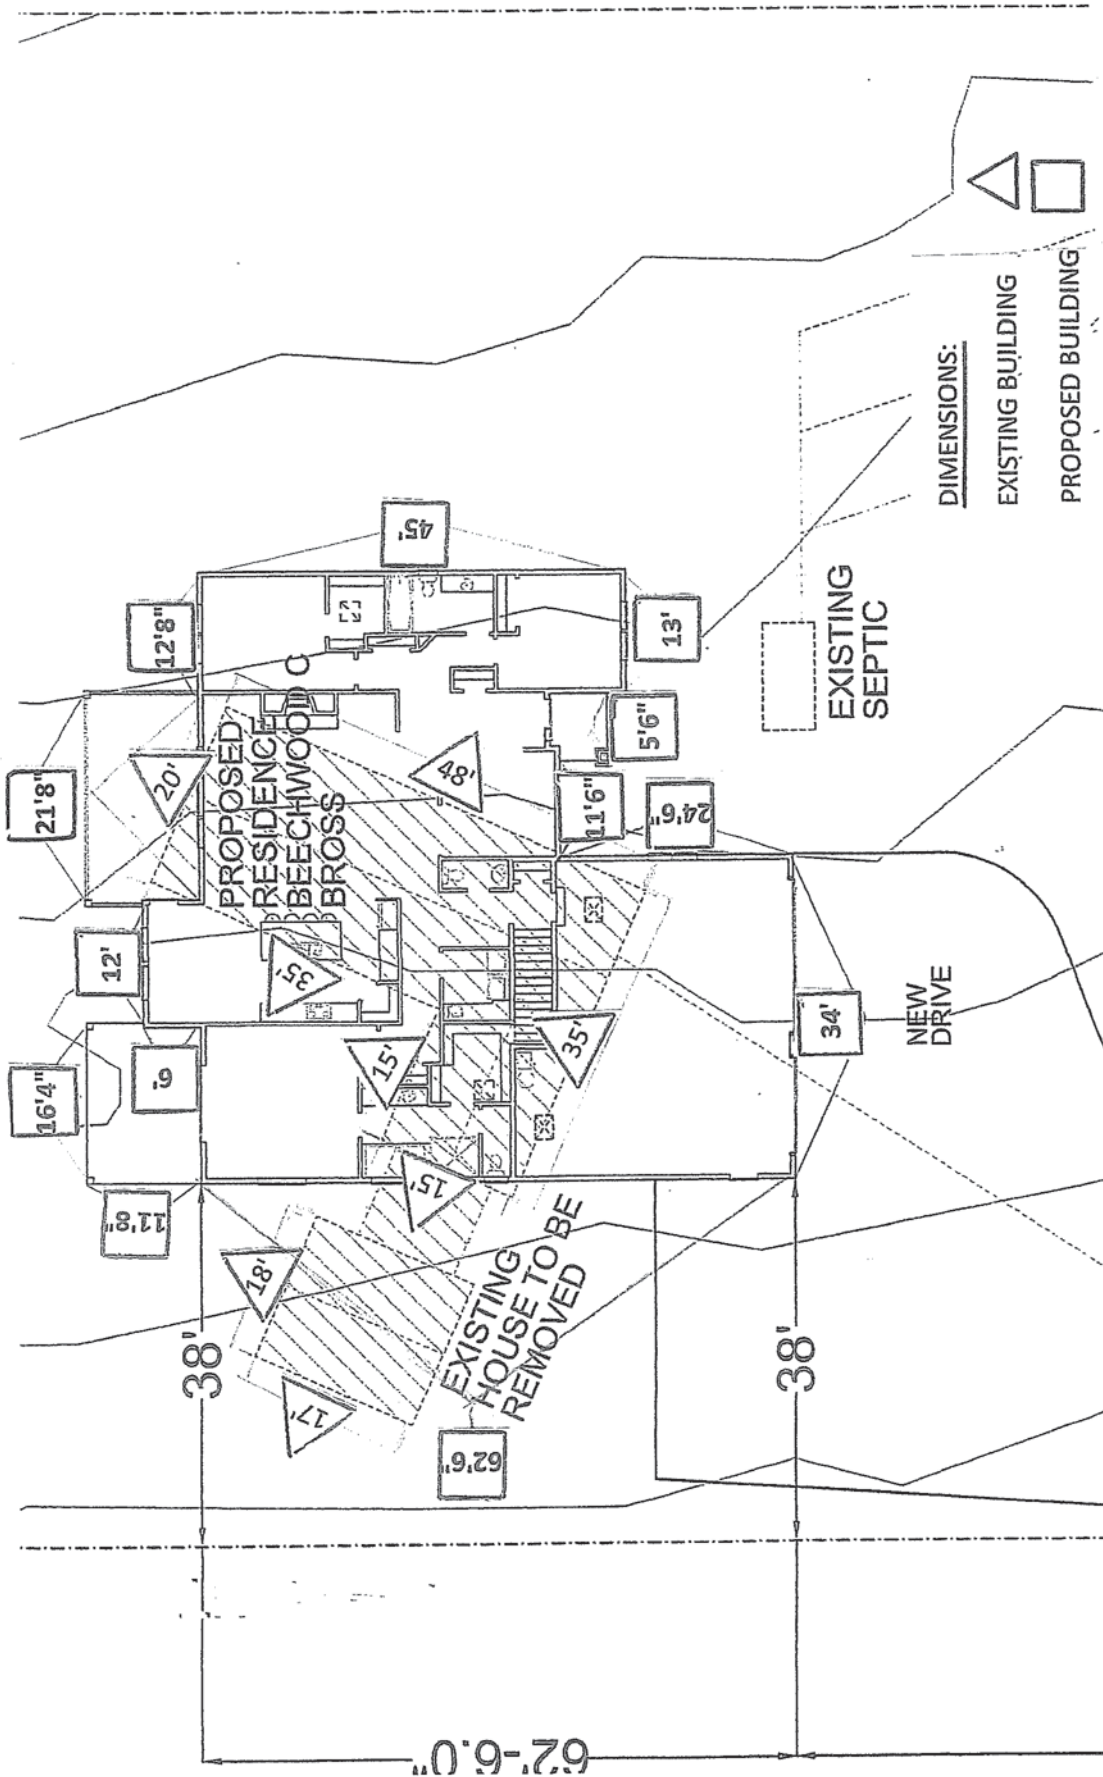 21'8"
12'8"
20'
45'
PROPOSED
RESIDENCE
BEECHWOOD C
BROSS
48'
13'
5'6"
11'6"
24'6"
12'
35'
16'4"
6'
15'
35'
34'
NEW
DRIVE
11'8"
15'
18'
17'
EXISTING
HOUSE TO BE
REMOVED
62'6"
38'
38'
62'-6.0"
EXISTING
SEPTIC
DIMENSIONS:
EXISTING BUILDING
PROPOSED BUILDING